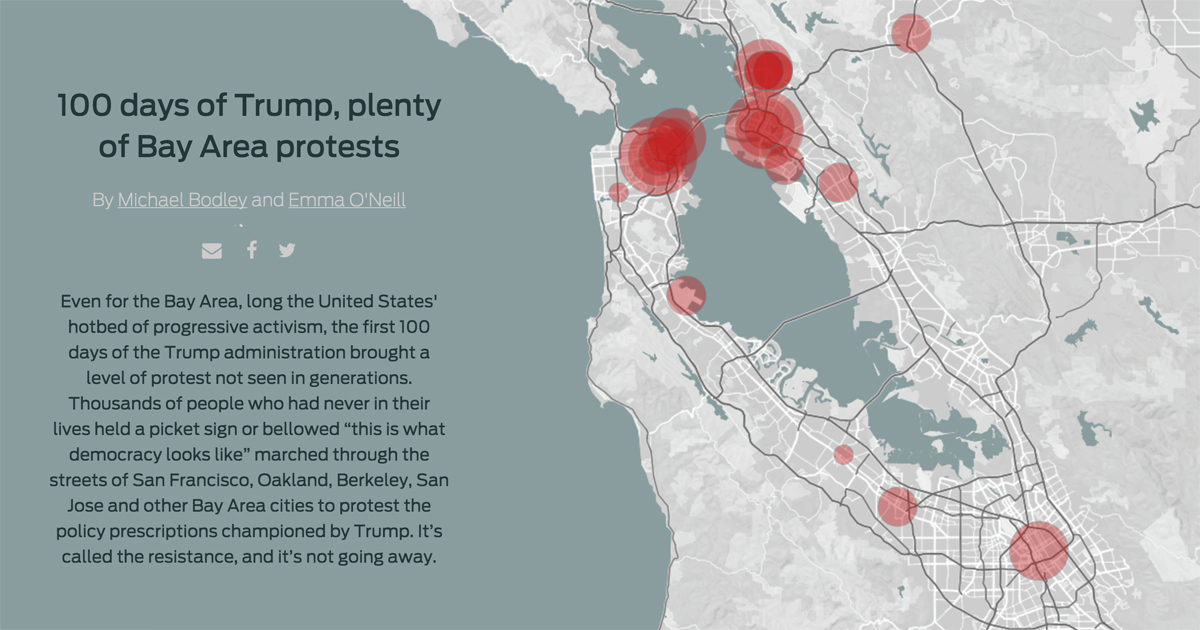 100 days of Trump, plenty
of Bay Area protests
By Michael Bodley and Emma O'Neill
Even for the Bay Area, long the United States'
hotbed of progressive activism, the first 100
days of the Trump administration brought a
level of protest not seen in generations.
Thousands of people who had never in their
lives held a picket sign or bellowed “this is what
democracy looks like” marched through the
streets of San Francisco, Oakland, Berkeley, San
Jose and other Bay Area cities to protest the
policy prescriptions championed by Trump. It’s
called the resistance, and it’s not going away.